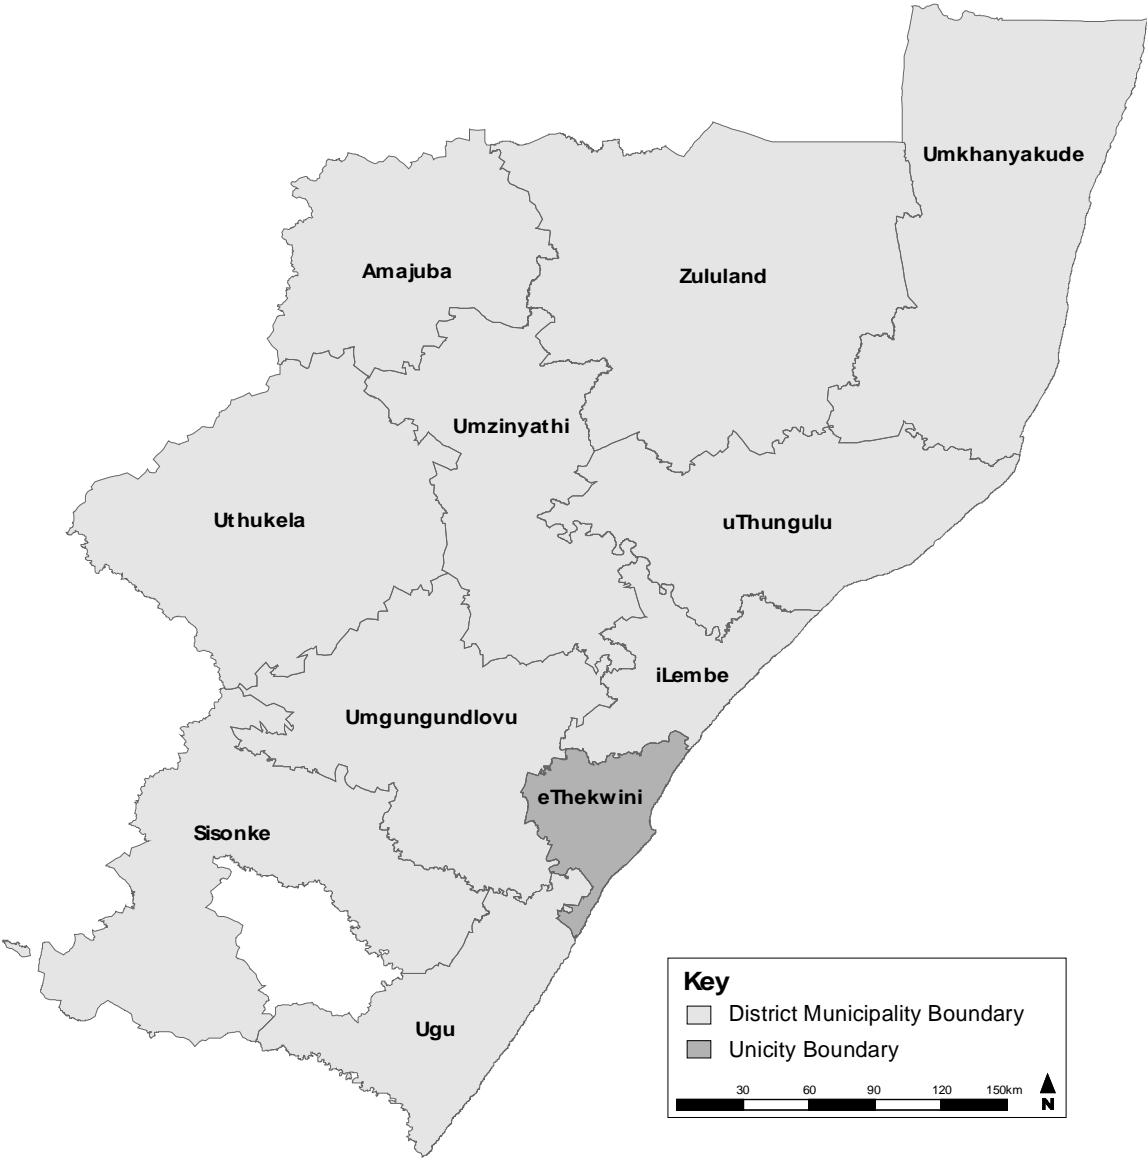 Umkhanyakude
Amajuba
Zululand
Umzinyathi
Uthukela
uThungulu
iLembe
Umgungundlovu
eThekwini
Sisonke
Ugu
Key
District Municipality Boundary
Unicity Boundary
30 60 90 120 150km
N